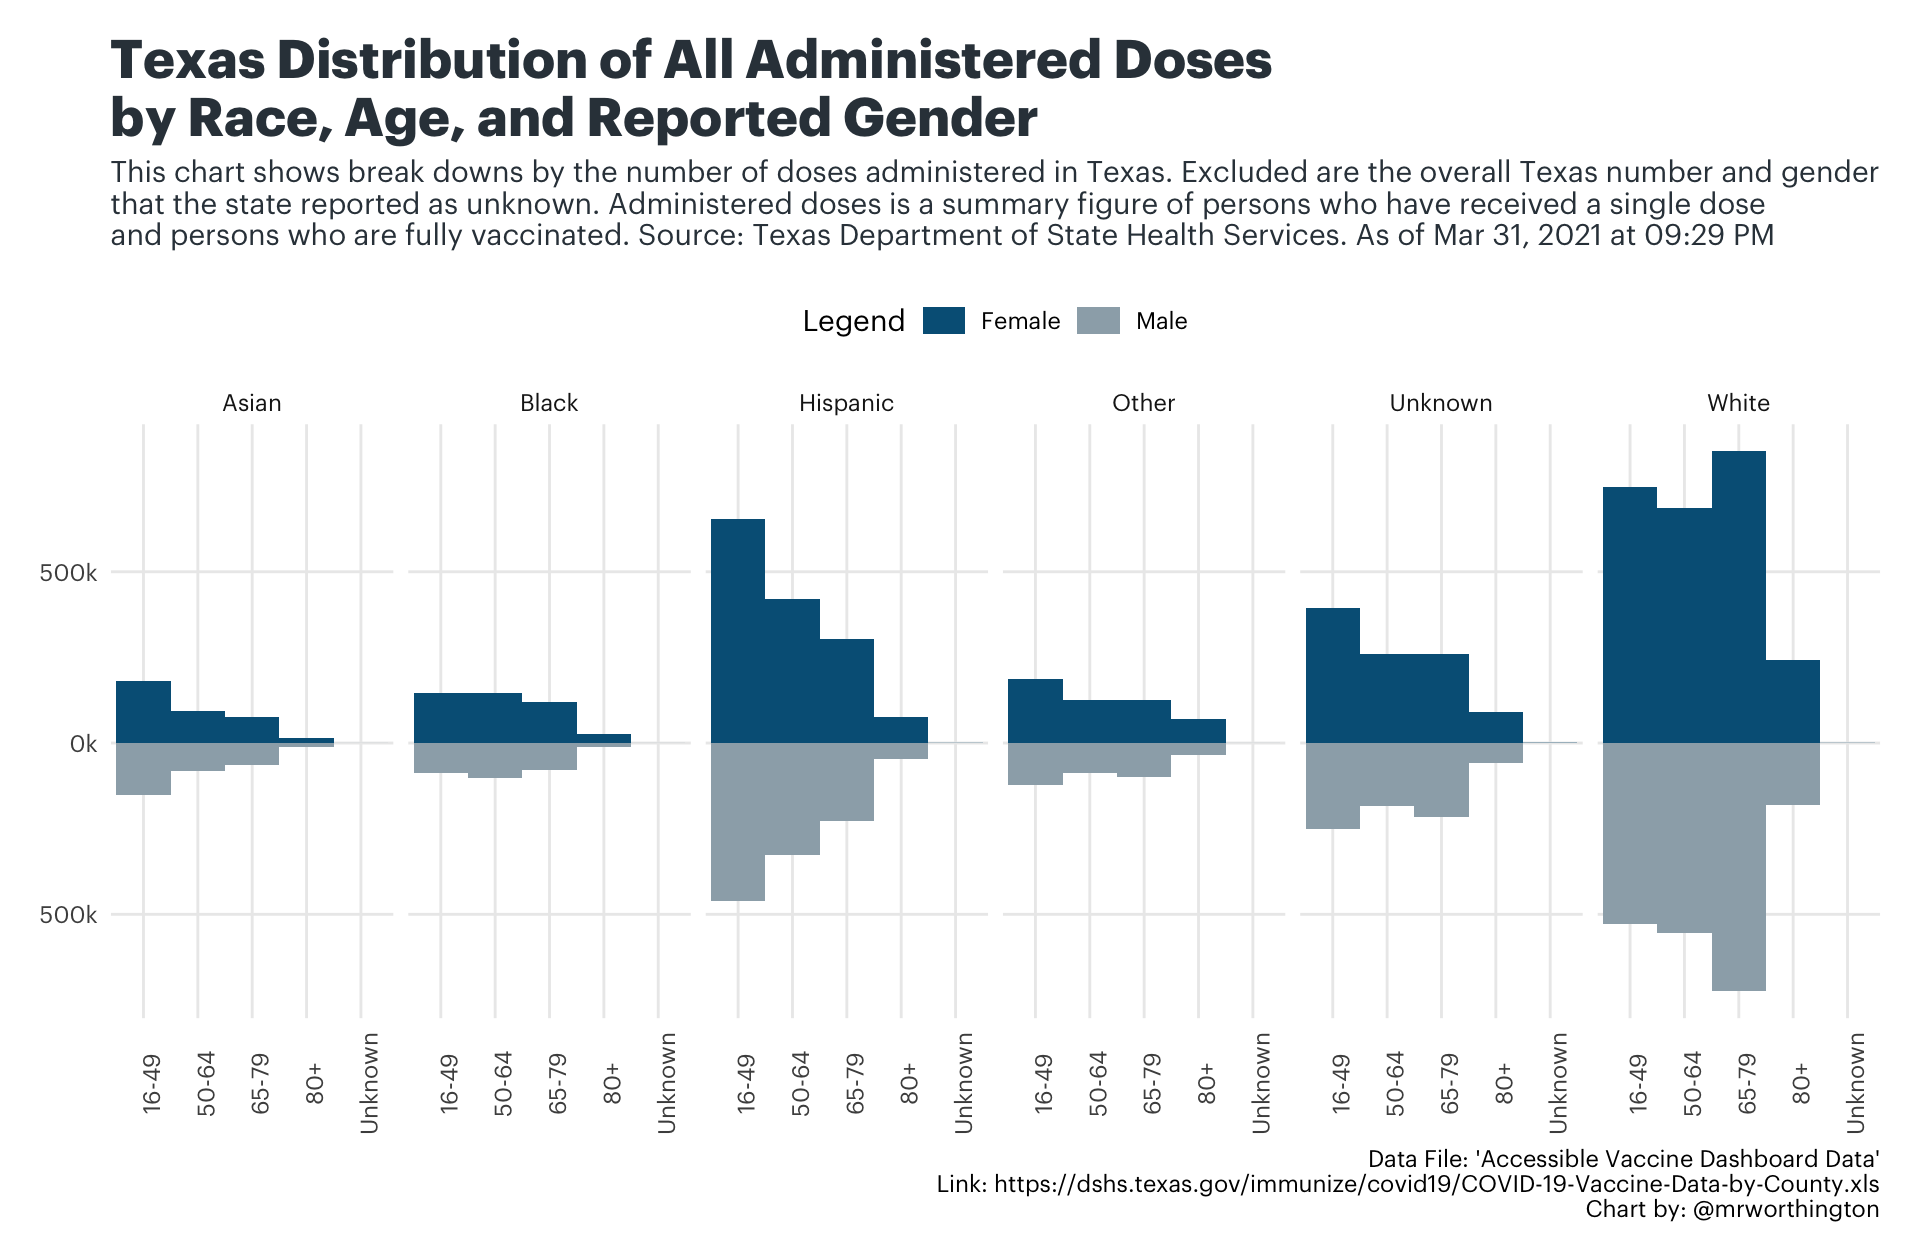 Texas Distribution of All Administered Doses
by Race, Age, and Reported Gender
This chart shows break downs by the number of doses administered in Texas. Excluded are the overall Texas number and gender
that the state reported as unknown. Administered doses is a summary figure of persons who have received a single dose
and persons who are fully vaccinated. Source: Texas Department of State Health Services. As of Mar 31, 2021 at 09:29 PM
Legend Female Male
Asian Black Hispanic Other Unknown White
500k
0k
500k
16-49 50-64 65-79 80+ Unknown 16-49 50-64 65-79 80+ Unknown 16-49 50-64 65-79 80+ Unknown 16-49 50-64 65-79 80+ Unknown 16-49 50-64 65-79 80+ Unknown 16-49 50-64 65-79 80+ Unknown
Data File: 'Accessible Vaccine Dashboard Data'
Link: https://dshs.texas.gov/immunize/covid19/COVID-19-Vaccine-Data-by-County.xls
Chart by: @mrworthington